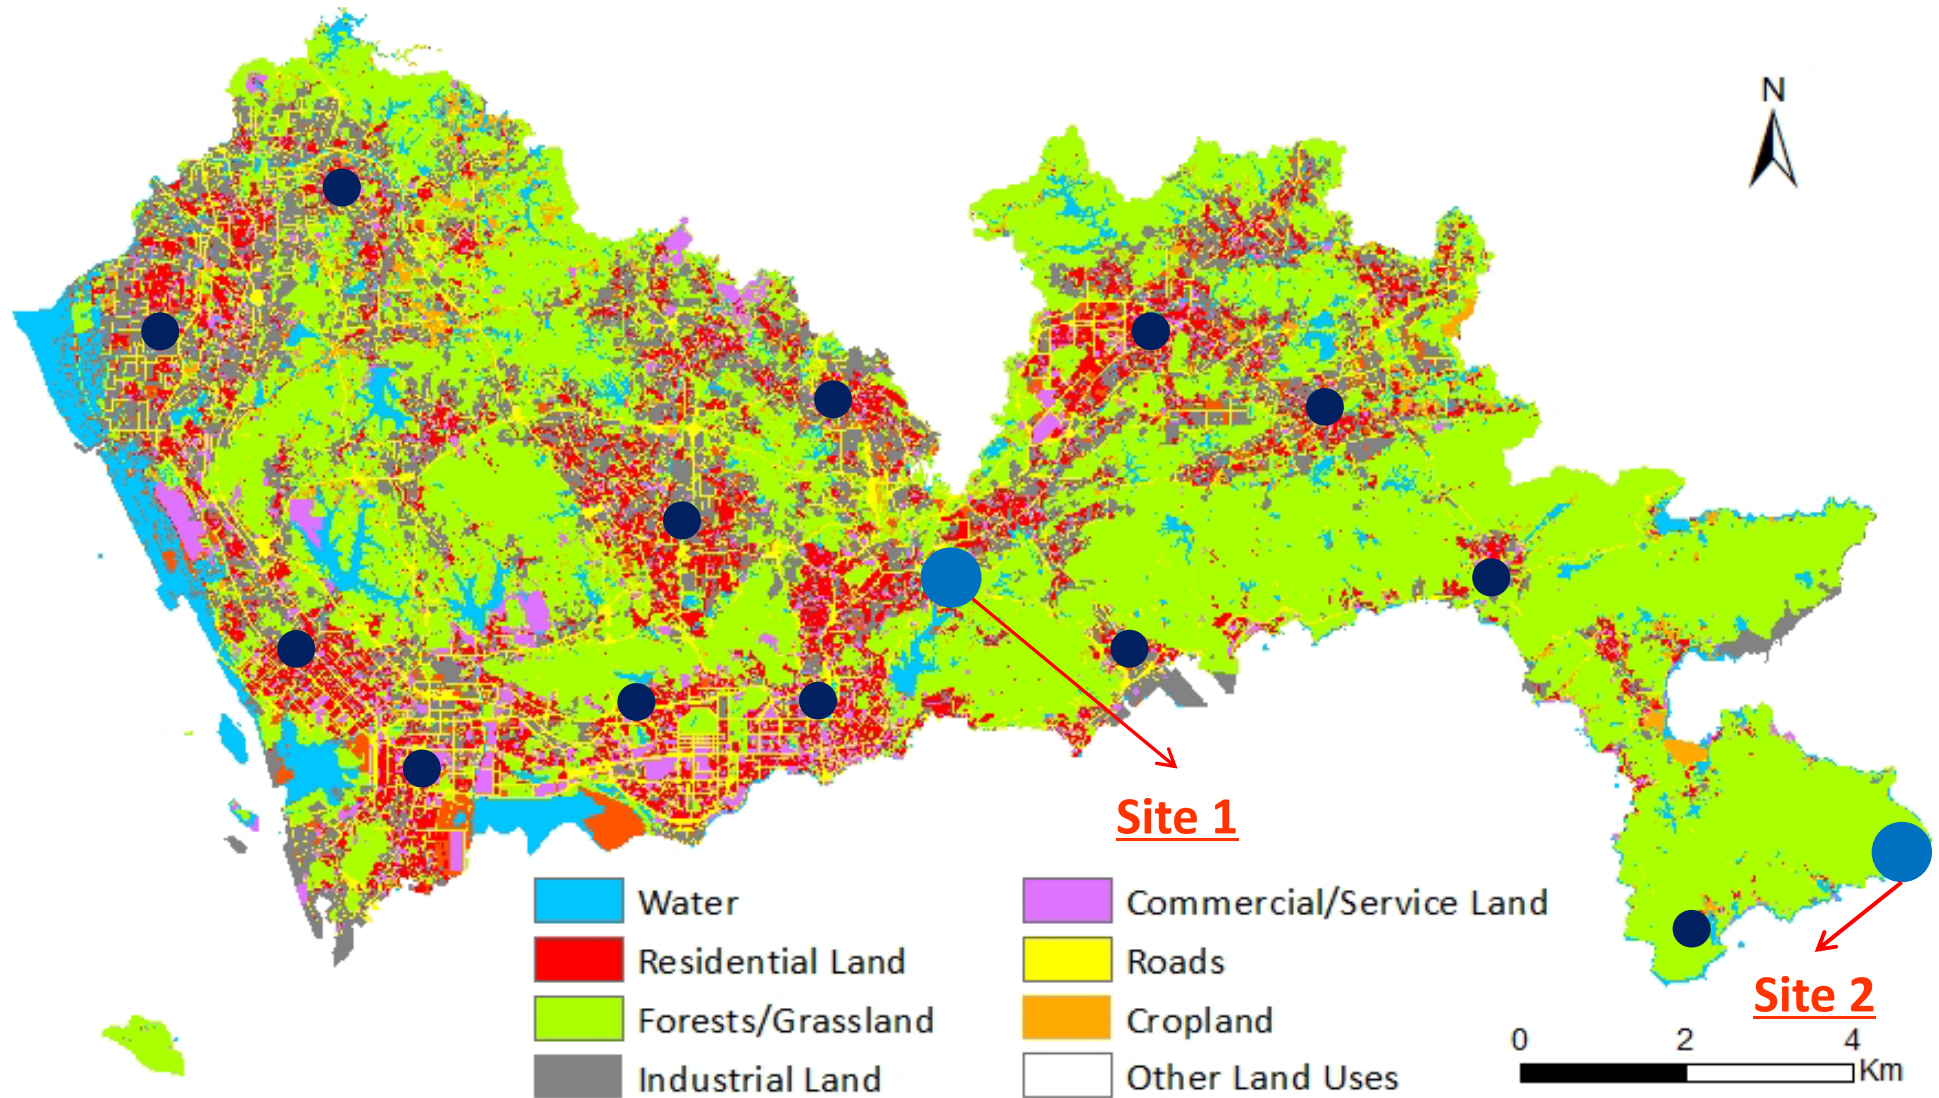 N
Site 1
Site 2
Water
Residential Land
Forests/Grassland
Industrial Land
Commercial/Service Land
Roads
Cropland
Other Land Uses
0 2 4
Km